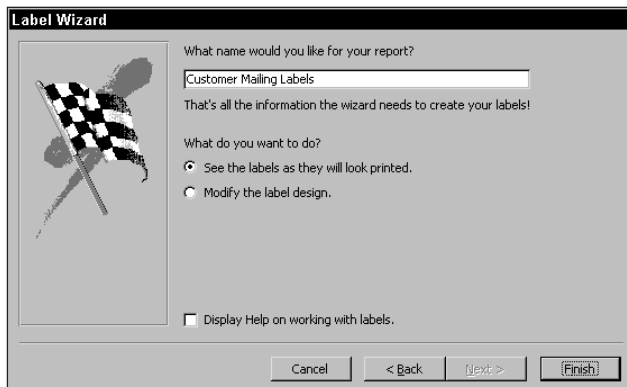 Label Wizard
What name would you like for your report?
Customer Mailing Labels
That's all the information the wizard needs to create your labels!
What do you want to do?
See the labels as they will look printed.
Modify the label design.
Display Help on working with labels.
Cancel
< Back
Next >
Finish